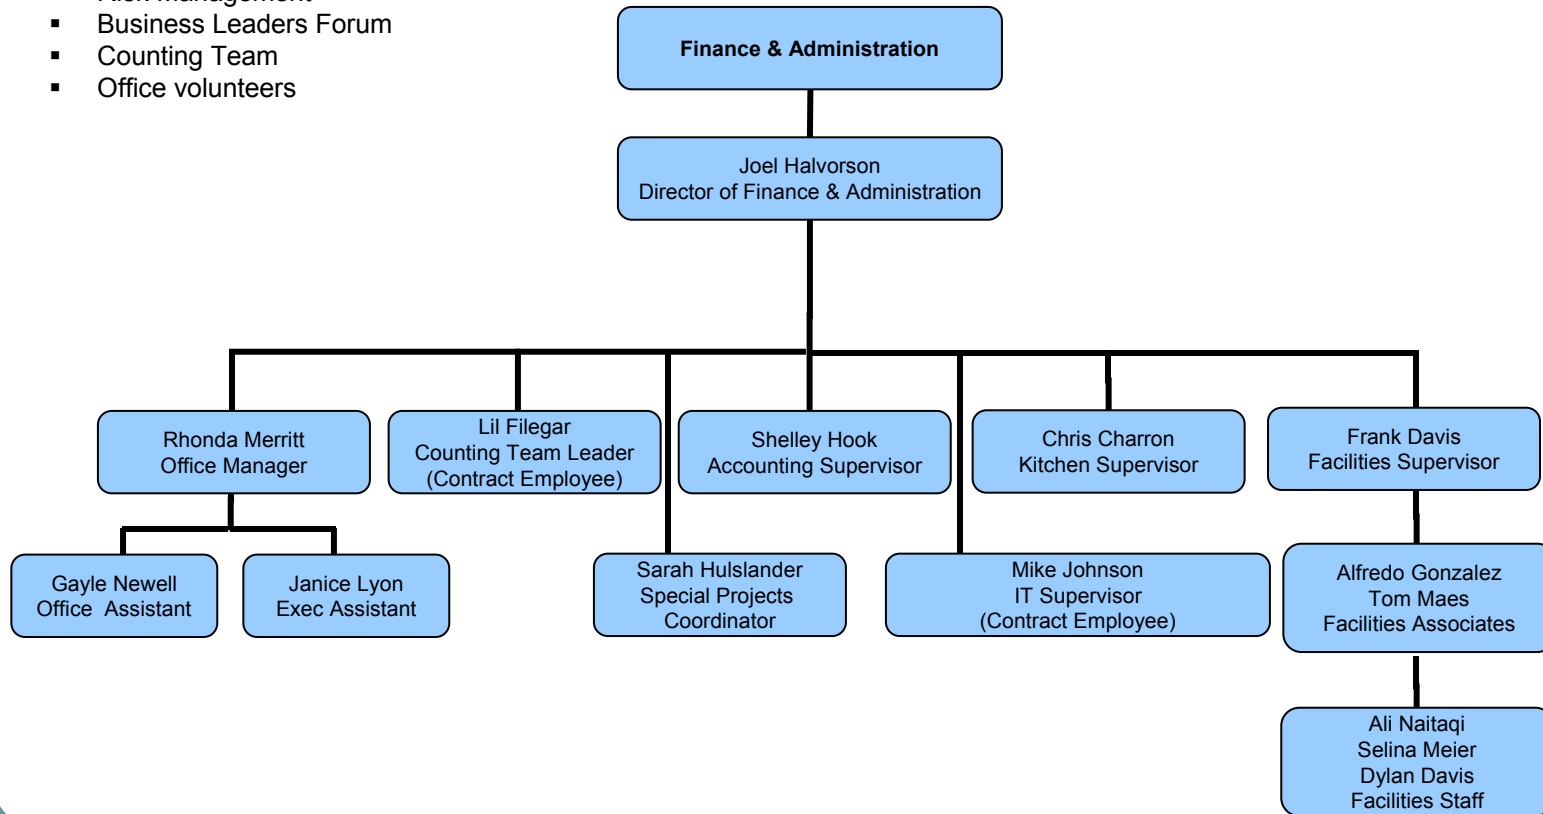 Risk Management
▪ Business Leaders Forum
▪ Counting Team
▪ Office volunteers
Finance & Administration
Joel Halvorson
Director of Finance & Administration
Rhonda Merritt
Office Manager
Lil Filegar
Counting Team Leader
(Contract Employee)
Shelley Hook
Accounting Supervisor
Chris Charron
Kitchen Supervisor
Frank Davis
Facilities Supervisor
Gayle Newell
Office Assistant
Janice Lyon
Exec Assistant
Sarah Hulslander
Special Projects
Coordinator
Mike Johnson
IT Supervisor
(Contract Employee)
Alfredo Gonzalez
Tom Maes
Facilities Associates
Ali Naitaqi
Selina Meier
Dylan Davis
Facilities Staff